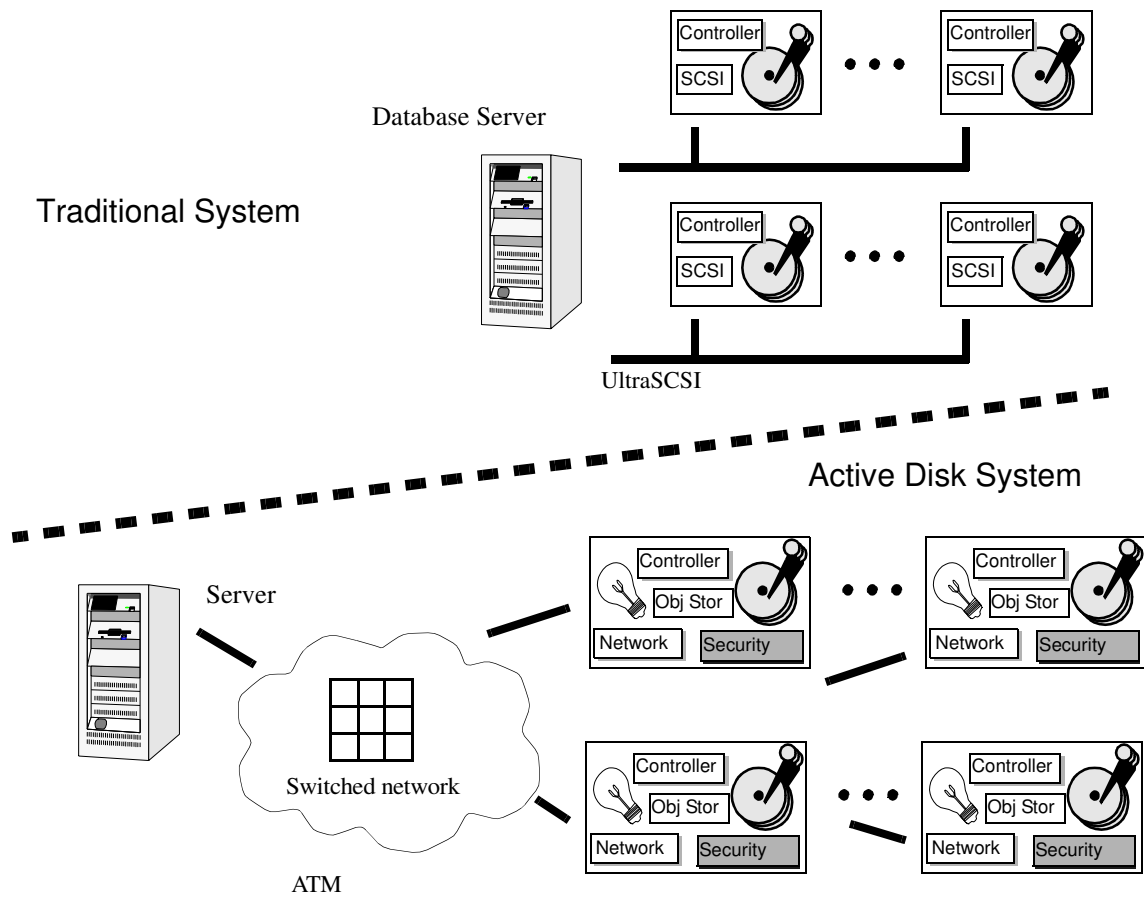 Controller
SCSI
Controller
SCSI
Database Server
Traditional System
Controller
SCSI
Controller
SCSI
UltraSCSI
Active Disk System
Server
Controller
Obj Stor
Network
Security
Controller
Obj Stor
Network
Security
Switched network
Controller
Obj Stor
Network
Security
Controller
Obj Stor
Network
Security
ATM